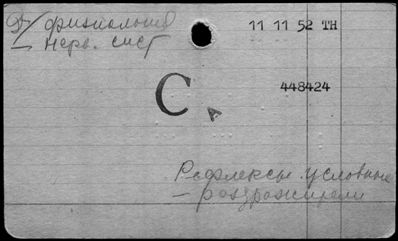 физиология
— нерв. сист
11 11 52 TH
448424
С
А
Рефлексы условные
— раздражители